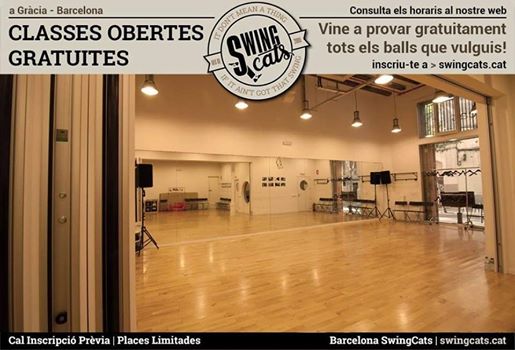 a Gràcia - Barcelona
CLASSES OBERTES
GRATUITES
IT DON'T MEAN A THING
SWING
cats
IF IT AIN'T GOT THAT SWING
Consulta els horaris al nostre web
Vine a provar gratuitament
tots els balls que vulguis!
inscriu-te a > swingcats.cat
Cal Inscripció Prèvia | Places Limitades
Barcelona SwingCats | swingcats.cat